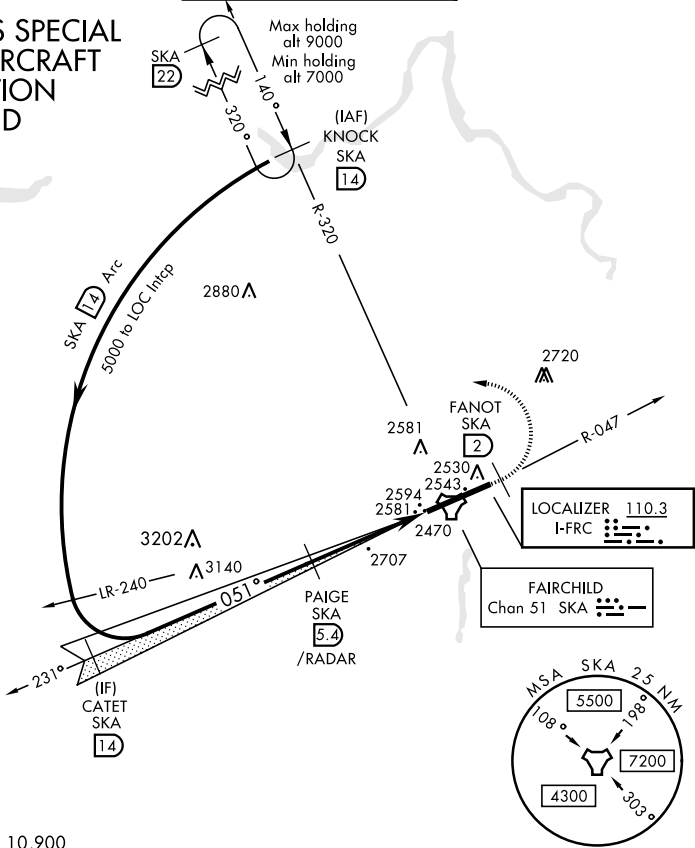 S SPECIAL
RCRAFT
TION
D
Max holding
alt 9000
Min holding
alt 7000
SKA
22
320°
140°
(IAF)
KNOCK
SKA
14
R-320
SKA 14 Arc
5000 to LOC Intcp
2880
2720
FANOT
SKA
2
2581
R-047
2530
2543
2594
2581
2470
LOCALIZER 110.3
I-FRC
3202
3140
2707
LR-240
051°
PAIGE
SKA
5.4
/RADAR
FAIRCHILD
Chan 51 SKA
231°
(IF)
CATET
SKA
14
MSA SKA 25 NM
5500
108°
198°
7200
4300
303°
10,900